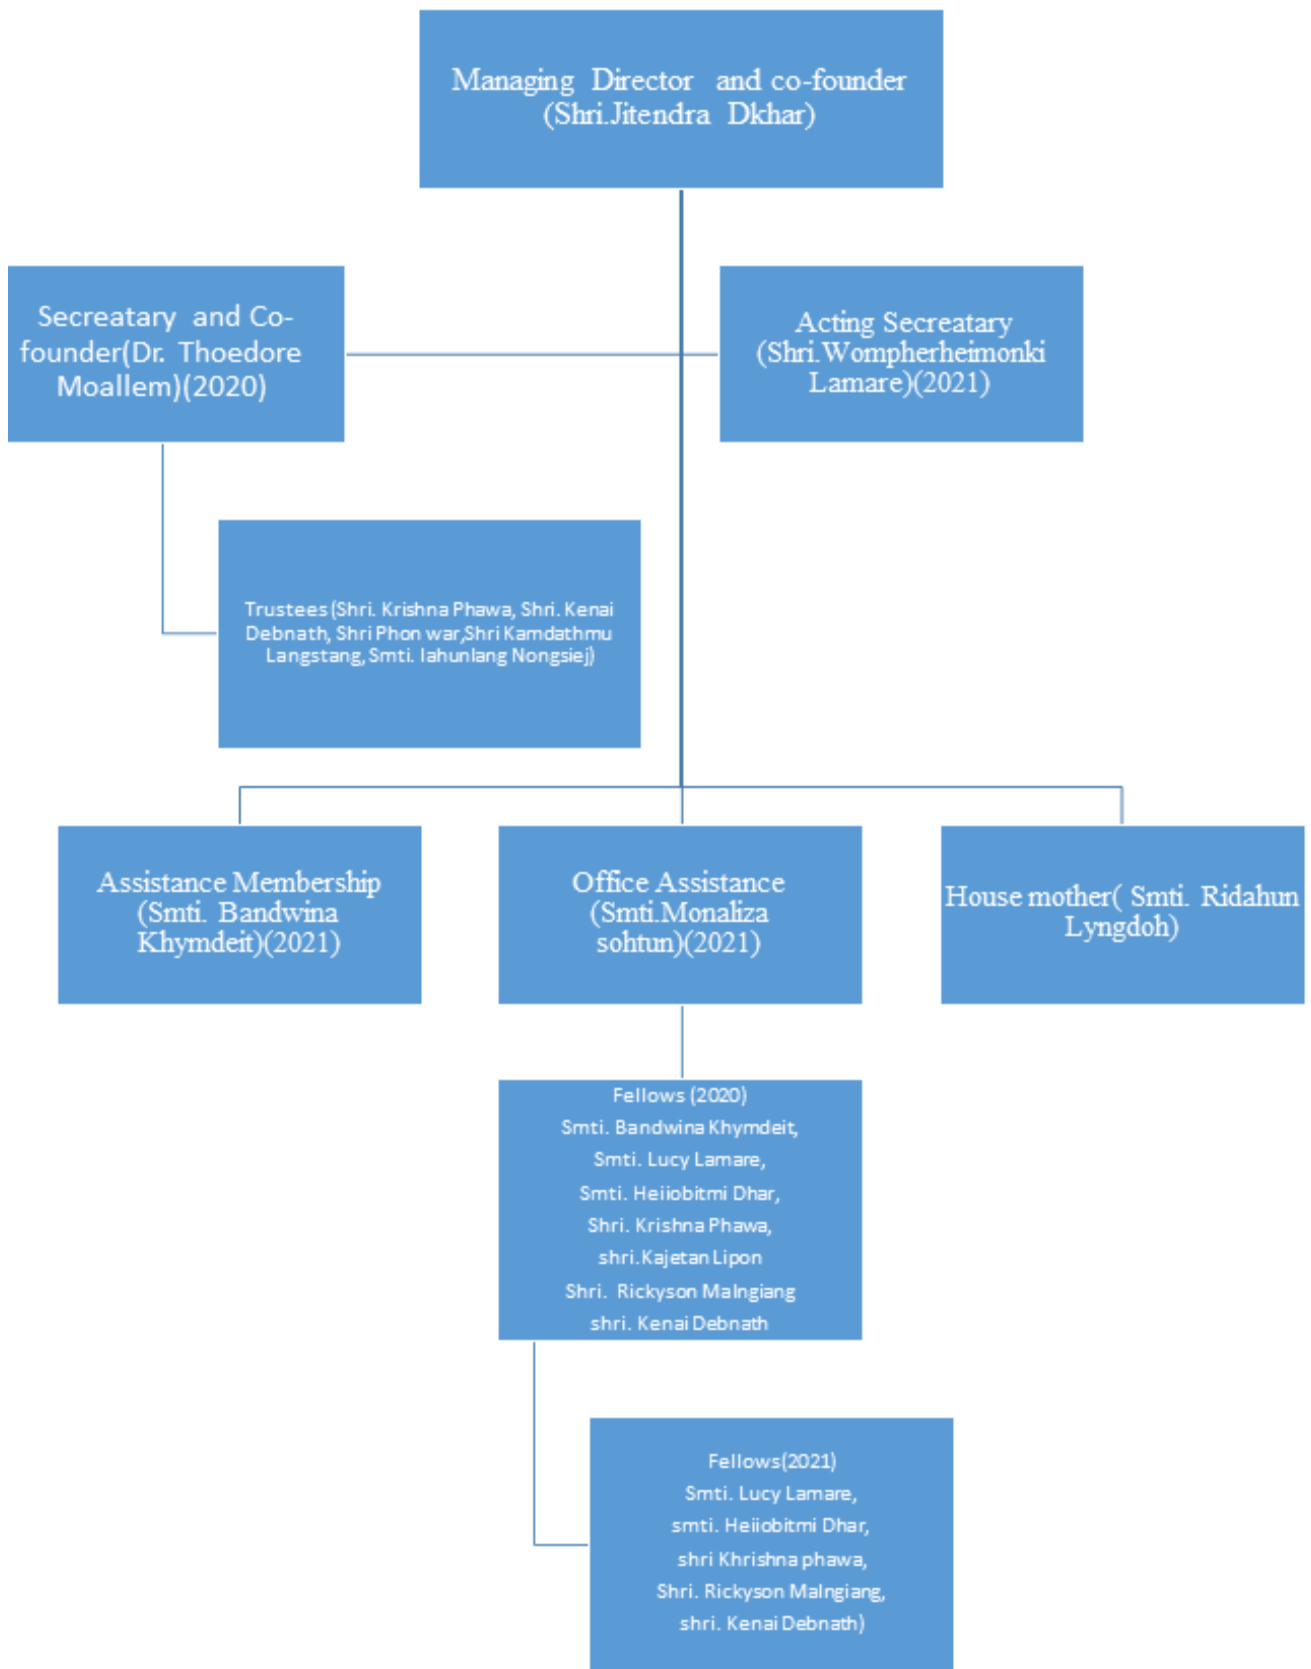 Managing Director and co-founder
(Shri.Jitendra Dkhar)
Secreatary and Co-
founder(Dr. Thoedore
Moallem)(2020)
Acting Secreatary
(Shri.Wompherheimonki
Lamare)(2021)
Trustees (Shri. Krishna Phawa, Shri. Kenai
Debnath, Shri Phon war,Shri Kamdathmu
Langstang, Smti. Iahunlang Nongsiej)
Assistance Membership
(Smti. Bandwina
Khymdeit)(2021)
Office Assistance
(Smti.Monaliza
sohtun)(2021)
House mother( Smti. Ridahun
Lyngdoh)
Fellows (2020)
Smti. Bandwina Khymdeit,
Smti. Lucy Lamare,
Smti. Heiiobitmi Dhar,
Shri. Krishna Phawa,
shri.Kajetan Lipon
Shri. Rickyson Malngiang
shri. Kenai Debnath
Fellows(2021)
Smti. Lucy Lamare,
smti. Heiiobitmi Dhar,
shri Khrishna phawa,
Shri. Rickyson Malngiang,
shri. Kenai Debnath)